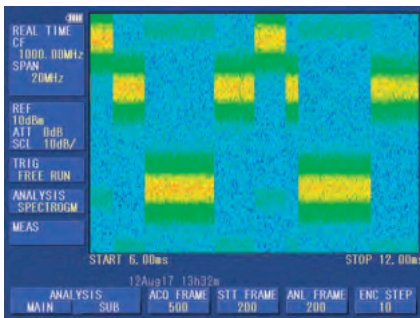 REAL TIME
CF
1000.00MHz
SPAN
20MHz
REF
10dBm
ATT 0dB
SCL 10dB/
TRIG
FREE RUN
ANALYSIS
SPECTROGM
MEAS
START 6.00ms STOP 12.00ms
12Aug17 13h32m
ANALYSIS
MAIN SUB
ACQ FRAME
500
STT FRAME
200
ANL FRAME
200
ENC STEP
10